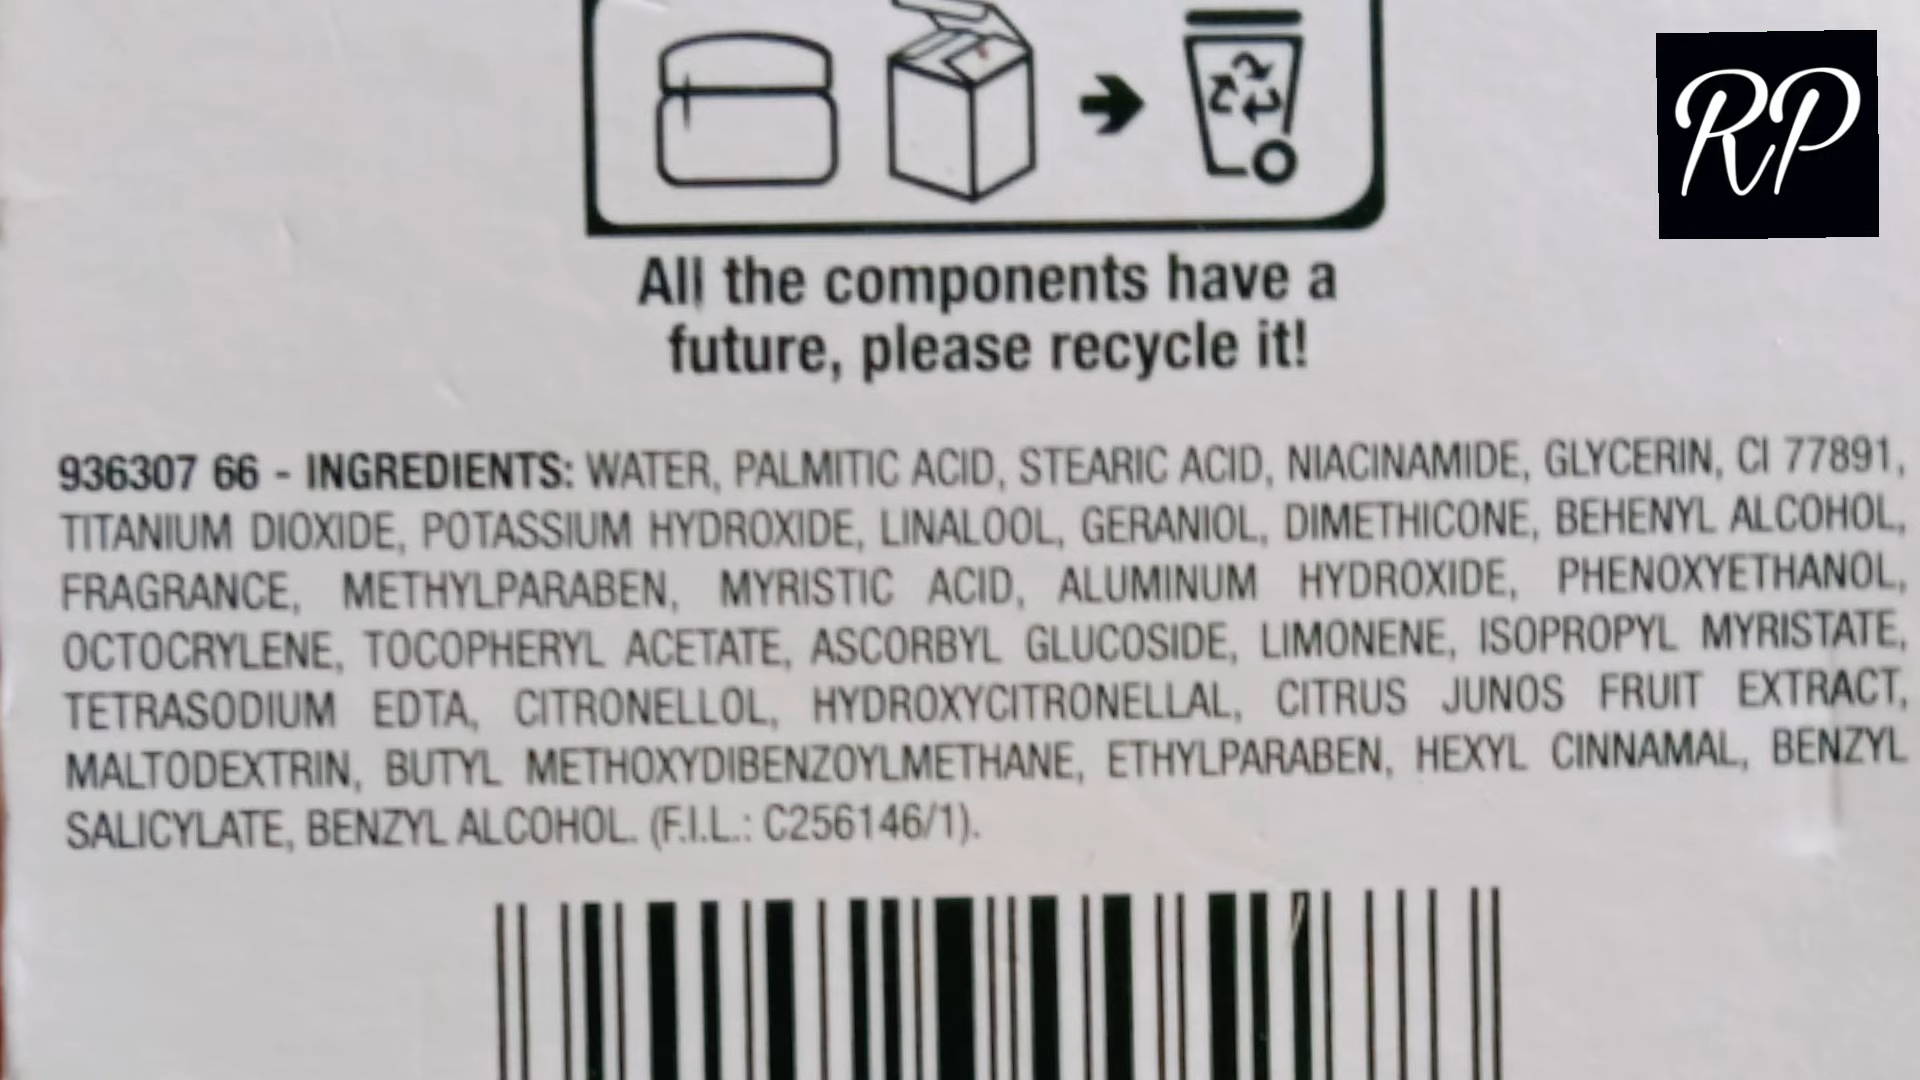 RP
All the components have a
future, please recycle it!
936307 66 - INGREDIENTS: WATER, PALMITIC ACID, STEARIC ACID, NIACINAMIDE, GLYCERIN, CI 77891,
TITANIUM DIOXIDE, POTASSIUM HYDROXIDE, LINALOOL, GERANIOL, DIMETHICONE, BEHENYL ALCOHOL,
FRAGRANCE, METHYLPARABEN, MYRISTIC ACID, ALUMINUM HYDROXIDE, PHENOXYETHANOL,
OCTOCRYLENE, TOCOPHERYL ACETATE, ASCORBYL GLUCOSIDE, LIMONENE, ISOPROPYL MYRISTATE,
TETRASODIUM EDTA, CITRONELLOL, HYDROXYCITRONELLAL, CITRUS JUNOS FRUIT EXTRACT,
MALTODEXTRIN, BUTYL METHOXYDIBENZOYLMETHANE, ETHYLPARABEN, HEXYL CINNAMAL, BENZYL
SALICYLATE, BENZYL ALCOHOL. (F.I.L.: C256146/1).